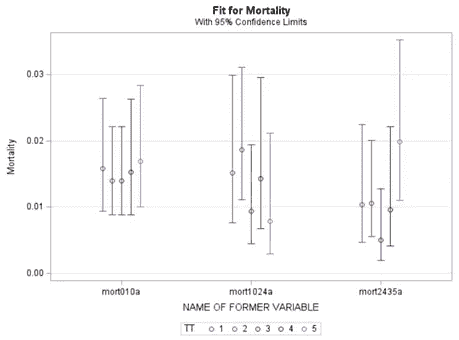 Fit for Mortality
With 95% Confidence Limits
Mortality
0.03
0.02
0.01
0.00
mort010a mort1024a mort2435a
NAME OF FORMER VARIABLE
TT 1 2 3 4 5